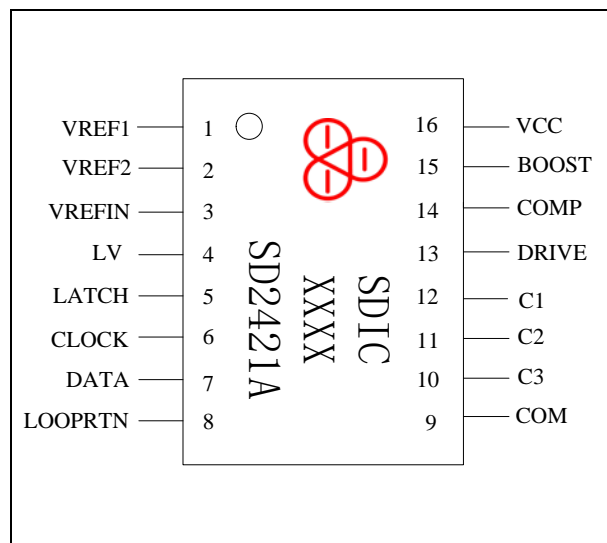 VREF1 1 16 VCC
VREF2 2 15 BOOST
VREFIN 3 14 COMP
LV 4 13 DRIVE
LATCH 5 12 C1
CLOCK 6 11 C2
DATA 7 10 C3
LOOPRTN 8 9 COM
SDIC
XXXX
SD2421A